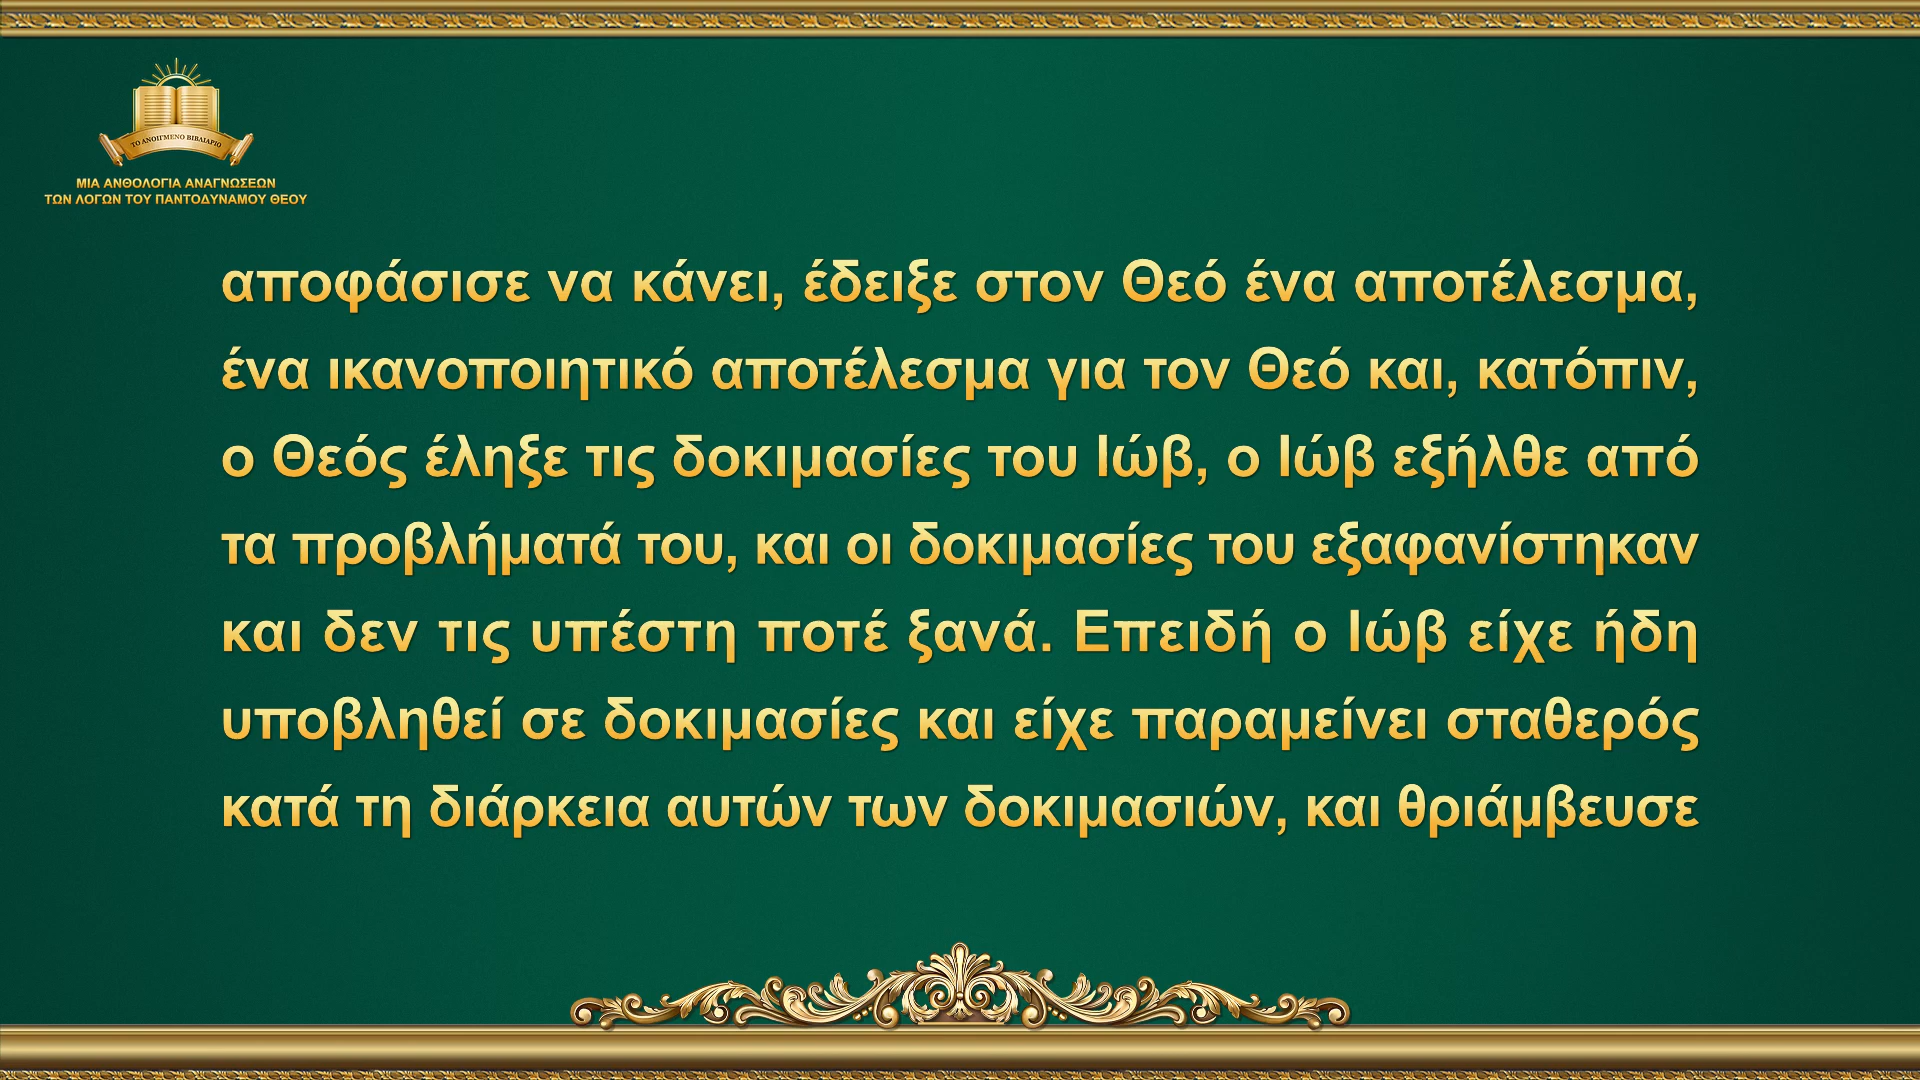 ΤΟ ΑΝΟΙΓΜΕΝΟ ΒΙΒΛΙΑΡΙΟ
ΜΙΑ ΑΝΘΟΛΟΓΙΑ ΑΝΑΓΝΩΣΕΩΝ
ΤΩΝ ΛΟΓΩΝ ΤΟΥ ΠΑΝΤΟΔΥΝΑΜΟΥ ΘΕΟΥ
αποφάσισε να κάνει, έδειξε στον Θεό ένα αποτέλεσμα,
ένα ικανοποιητικό αποτέλεσμα για τον Θεό και, κατόπιν,
ο Θεός έληξε τις δοκιμασίες του Ιώβ, ο Ιώβ εξήλθε από
τα προβλήματά του, και οι δοκιμασίες του εξαφανίστηκαν
και δεν τις υπέστη ποτέ ξανά. Επειδή ο Ιώβ είχε ήδη
υποβληθεί σε δοκιμασίες και είχε παραμείνει σταθερός
κατά τη διάρκεια αυτών των δοκιμασιών, και θριάμβευσε